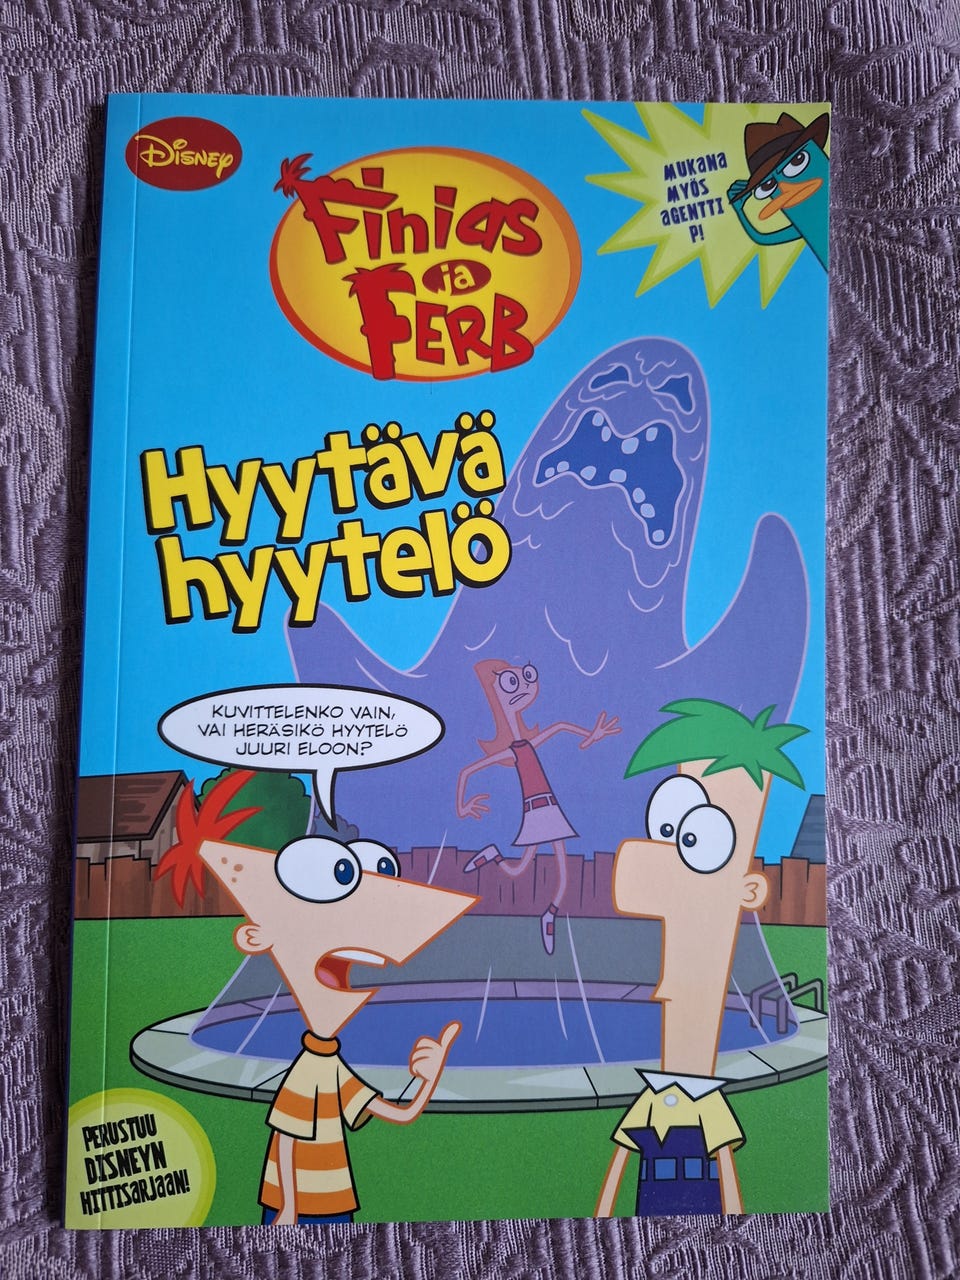 Disney
Finias
ja
Ferb
MUKANA
MYÖS
AGENTTI
P!
Hyytävä
hyytelö
KUVITTELENKO VAIN,
VAI HERÄSIKÖ HYYTELÖ
JUURI ELOON?
PERUSTUU
DISNEYN
HITTISARJAAN!